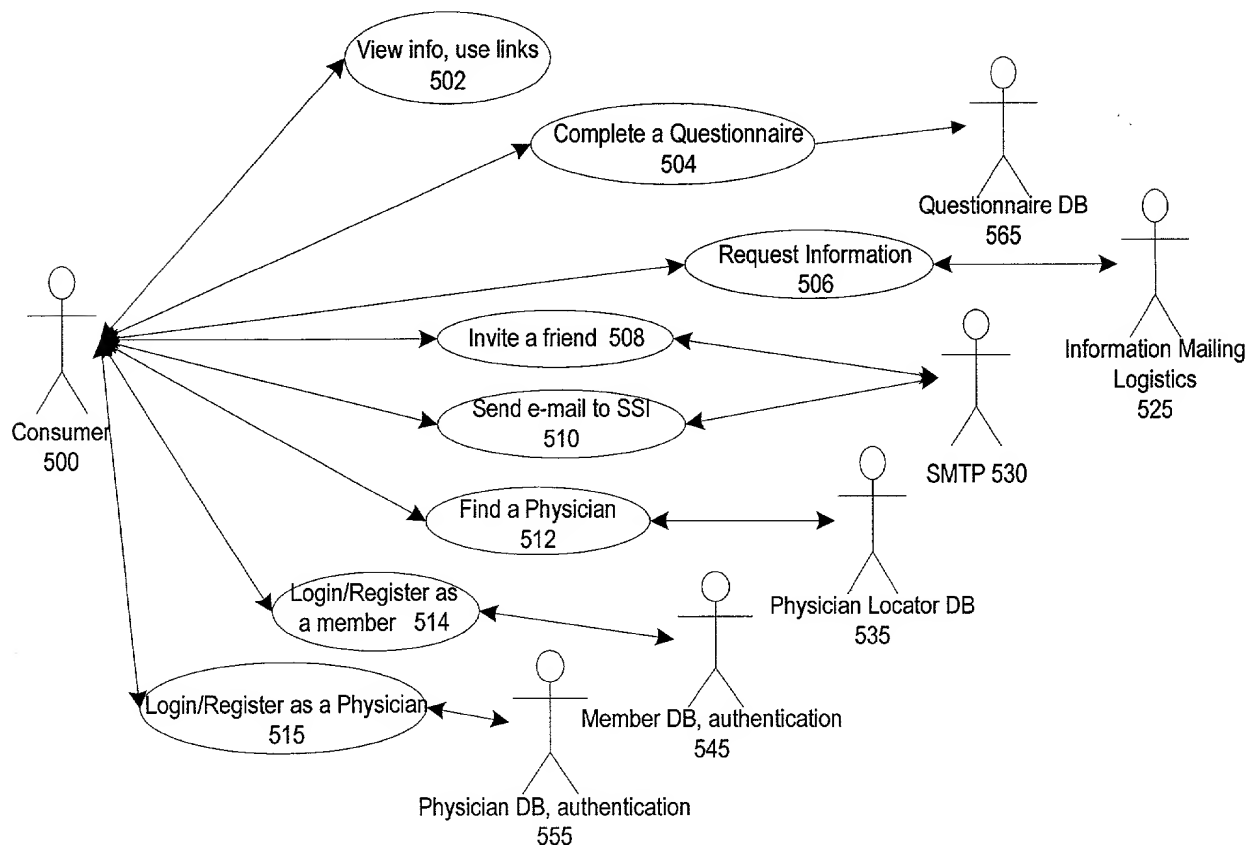 View info, use links
502
Complete a Questionnaire
504
Questionnaire DB
565
Request Information
506
Information Mailing
Logistics
525
Invite a friend 508
Send e-mail to SSI
510
SMTP 530
Consumer
500
Find a Physician
512
Physician Locator DB
535
Login/Register as
a member 514
Member DB, authentication
545
Login/Register as a Physician
515
Physician DB, authentication
555